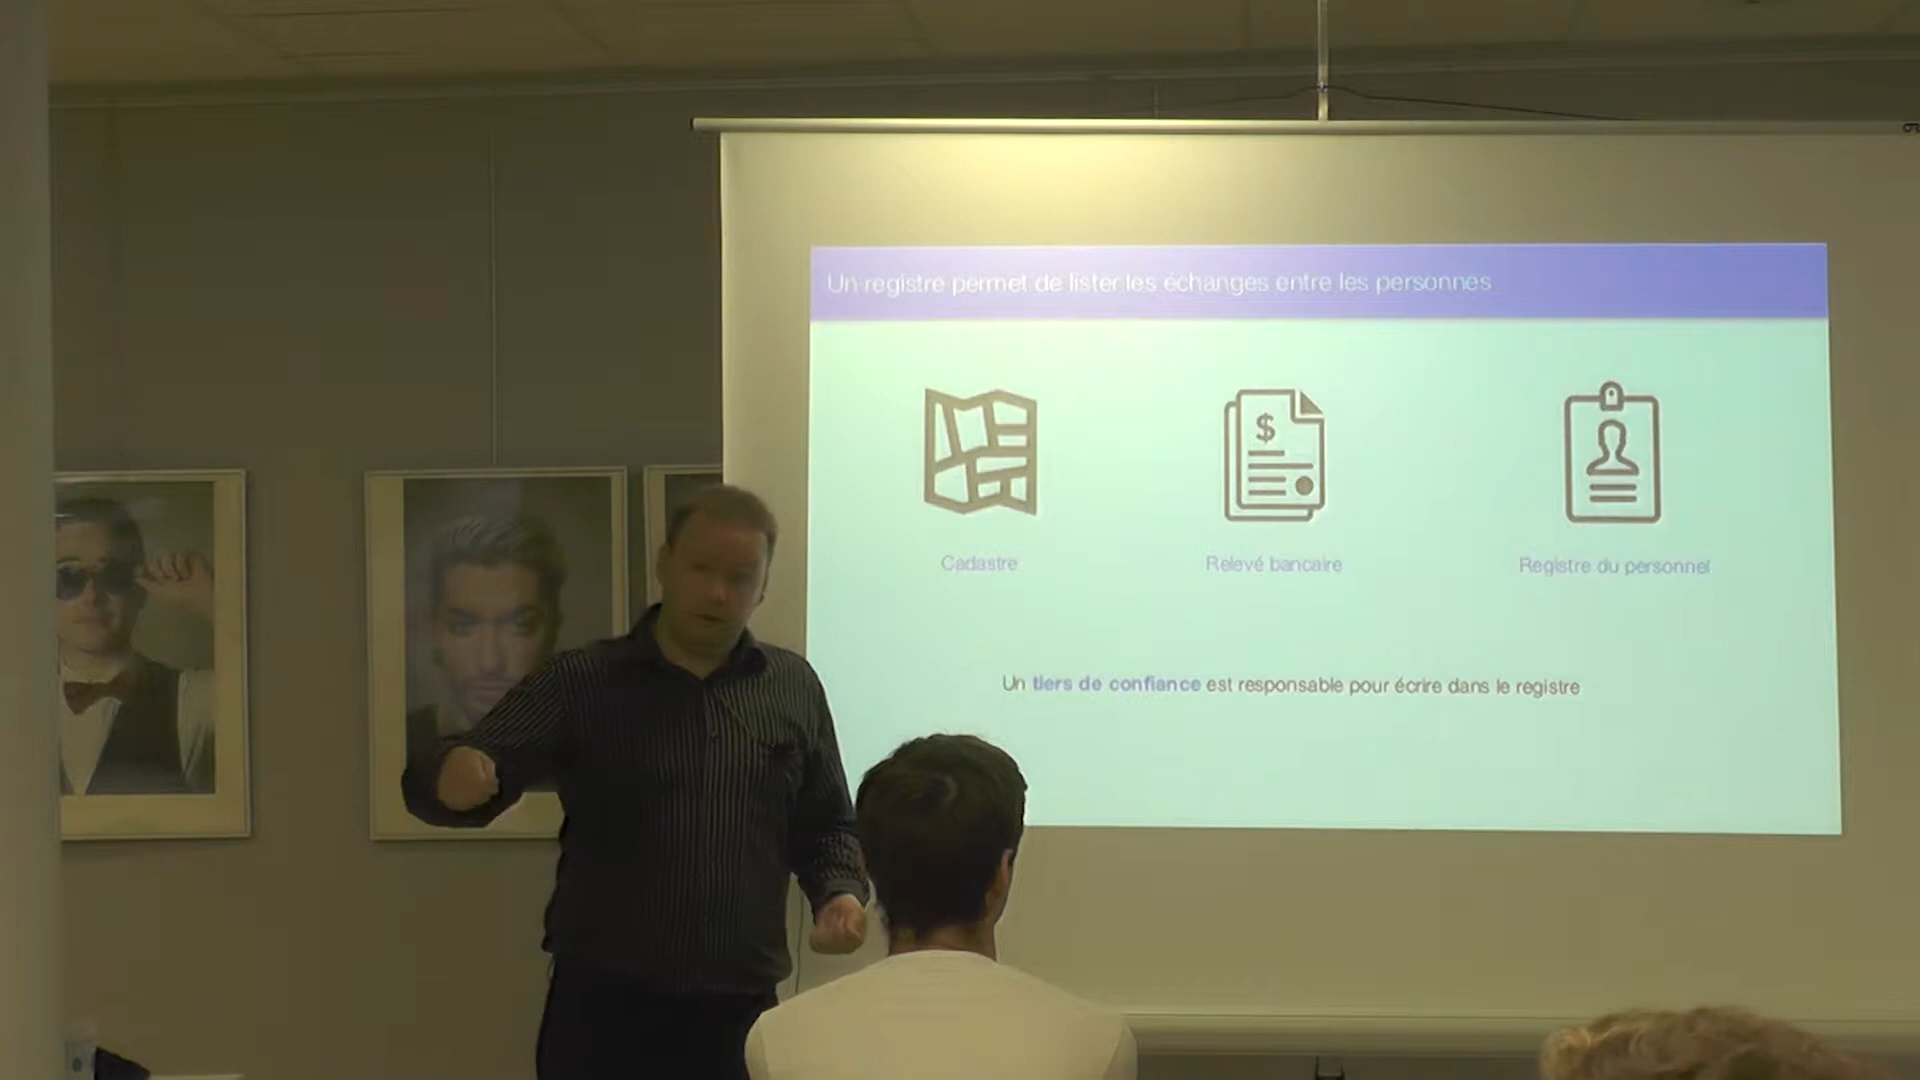 Un registre permet de lister les échanges entre les personnes
$
Cadastre
Relevé bancaire
Registre du personnel
Un tiers de confiance est responsable pour écrire dans le registre